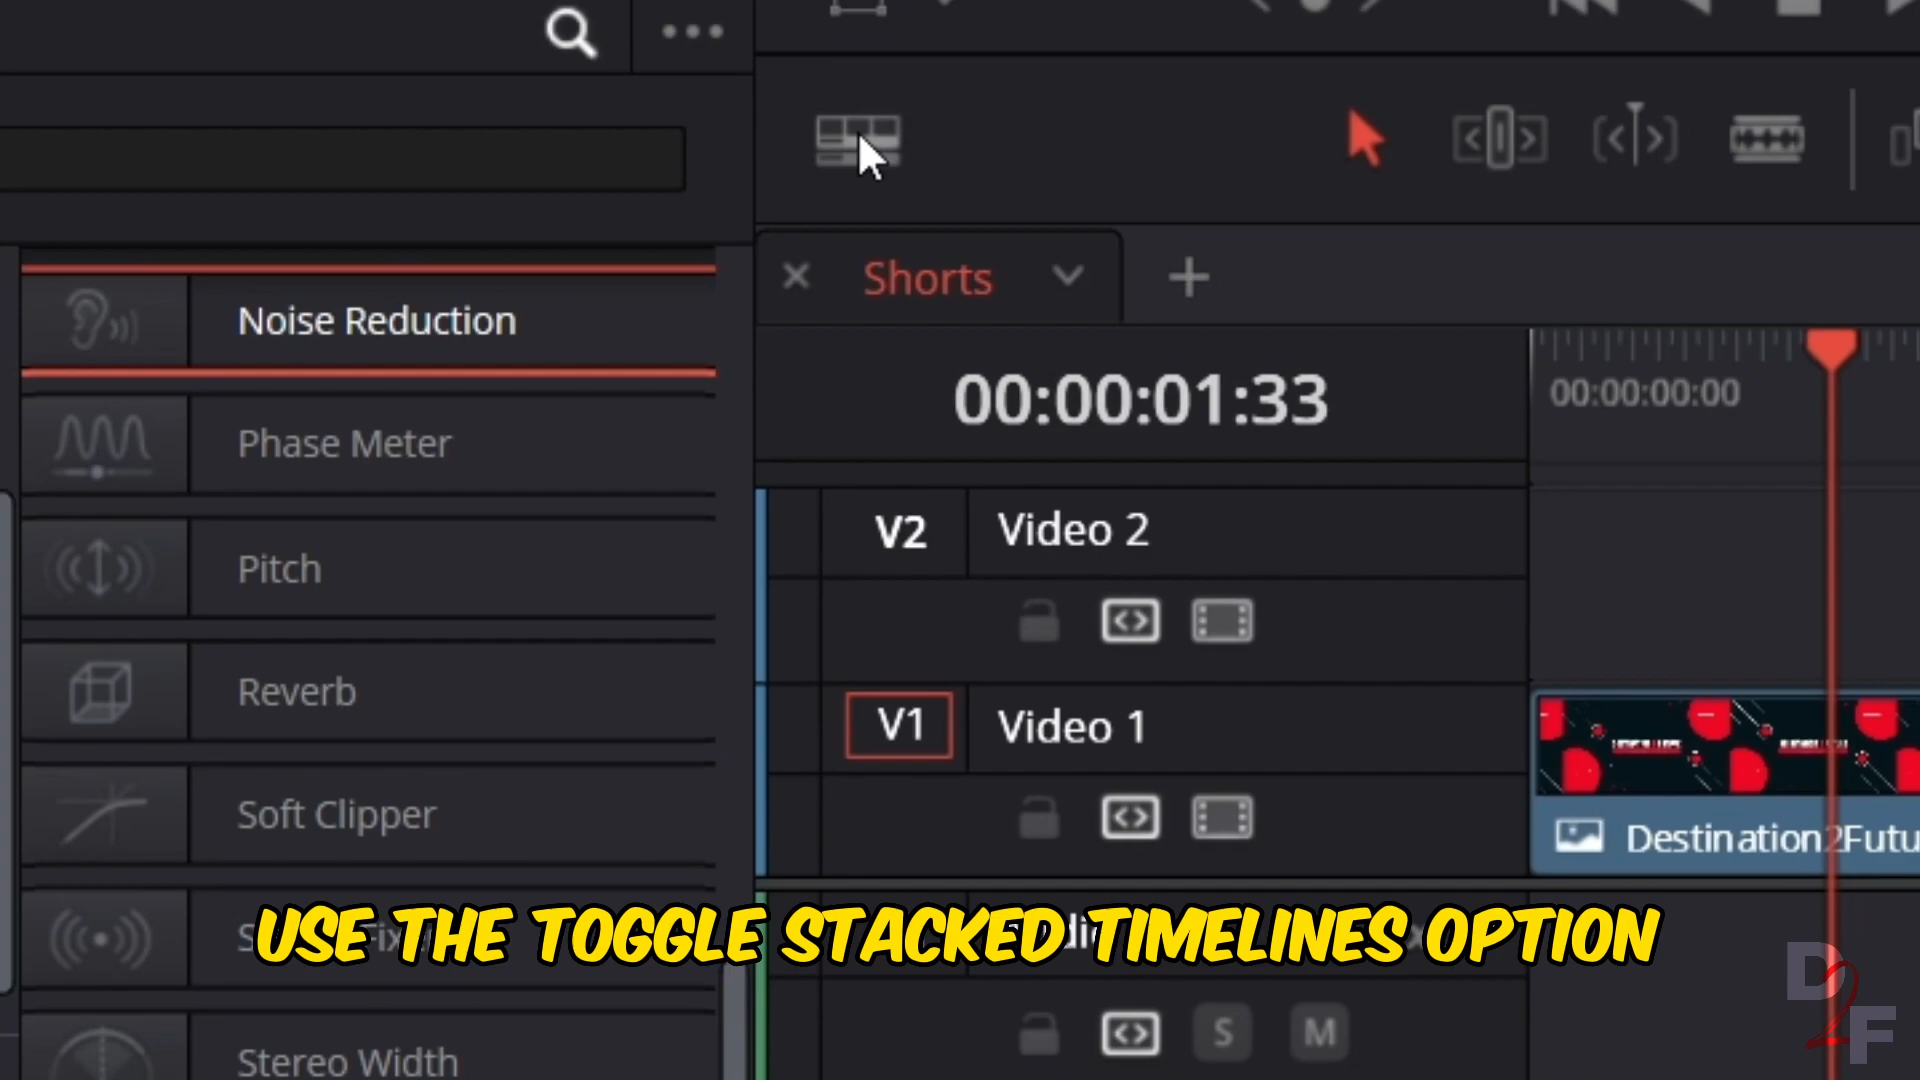 Shorts
Noise Reduction
00:00:01:33
00:00:00:00
Phase Meter
V2 Video 2
Pitch
Reverb
V1 Video 1
Soft Clipper
Destination2Futu
USE THE TOGGLE STACKED TIMELINES OPTION
D2F
S M
Stereo Width